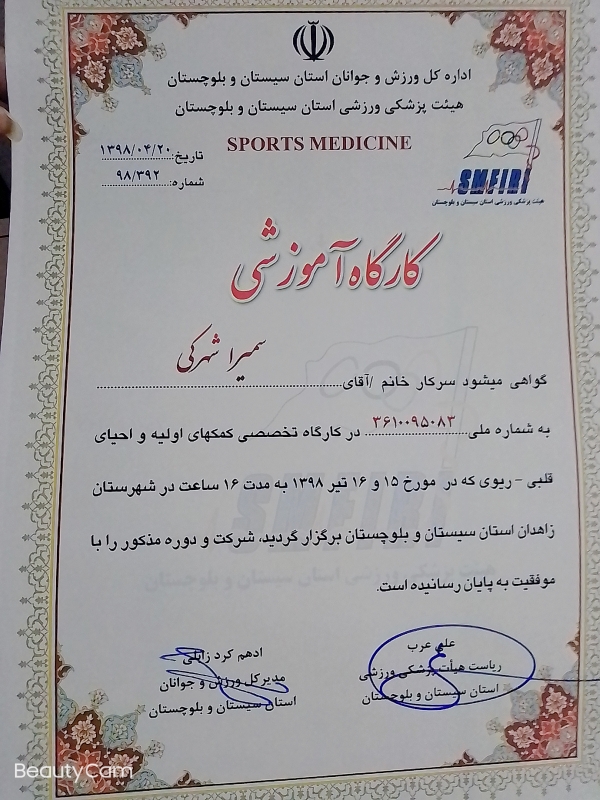 اداره کل ورزش و جوانان استان سیستان و بلوچستان
هیئت پزشکی ورزشی استان سیستان و بلوچستان
SPORTS MEDICINE
تاریخ: ۱۳۹۸/۰۴/۲۰
شماره: ۹۸/۳۹۲
SMFIRI
هیئت پزشکی ورزشی استان سیستان و بلوچستان
کارگاه آموزشی
سمیرا شهرکی
گواهی میشود سرکار خانم /آقای
به شماره ملی ۳۶۱۰۰۹۵۰۸۳ در کارگاه تخصصی کمکهای اولیه و احیای
قلبی - ریوی که در مورخ ۱۵ و ۱۶ تیر ۱۳۹۸ به مدت ۱۶ ساعت در شهرستان
زاهدان استان سیستان و بلوچستان برگزار گردید، شرکت و دوره مذکور را با
موفقیت به پایان رسانیده است.
علی عرب
ریاست هیأت پزشکی ورزشی
استان سیستان و بلوچستان
ادهم کرد زابلی
مدیرکل ورزش و جوانان
استان سیستان و بلوچستان
BeautyCam